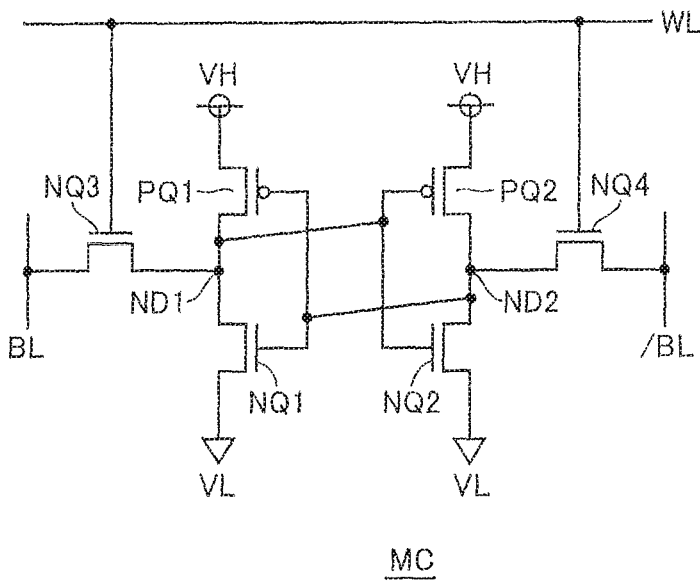 WL
VH VH
NQ3 PQ1 PQ2 NQ4
ND1 ND2
BL /BL
NQ1 NQ2
VL VL
MC